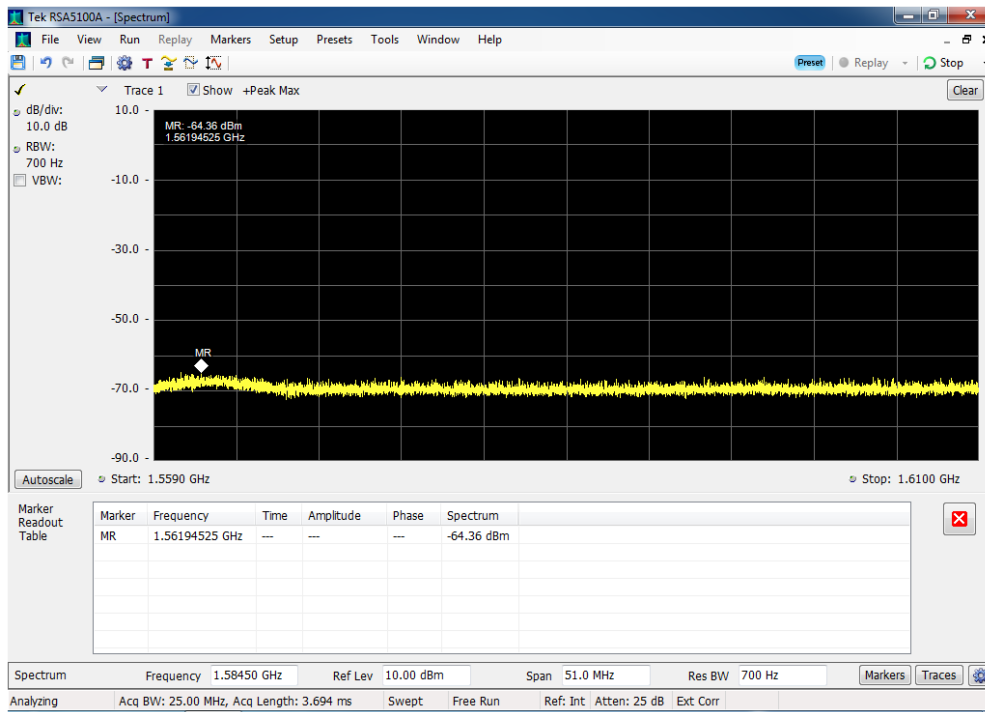 Tek RSA5100A - [Spectrum]
File View Run Replay Markers Setup Presets Tools Window Help
T Preset Replay Stop
Trace 1 Show +Peak Max Clear
dB/div:
10.0 dB
RBW:
700 Hz
VBW:
10.0
MR: -64.36 dBm
1.56194525 GHz
-10.0
-30.0
-50.0
MR
-70.0
-90.0
Autoscale Start: 1.5590 GHz Stop: 1.6100 GHz
Marker
Readout
Table
Marker Frequency Time Amplitude Phase Spectrum
MR 1.56194525 GHz --- --- --- -64.36 dBm
Spectrum Frequency 1.58450 GHz Ref Lev 10.00 dBm Span 51.0 MHz Res BW 700 Hz Markers Traces
Analyzing Acq BW: 25.00 MHz, Acq Length: 3.694 ms Swept Free Run Ref: Int Atten: 25 dB Ext Corr